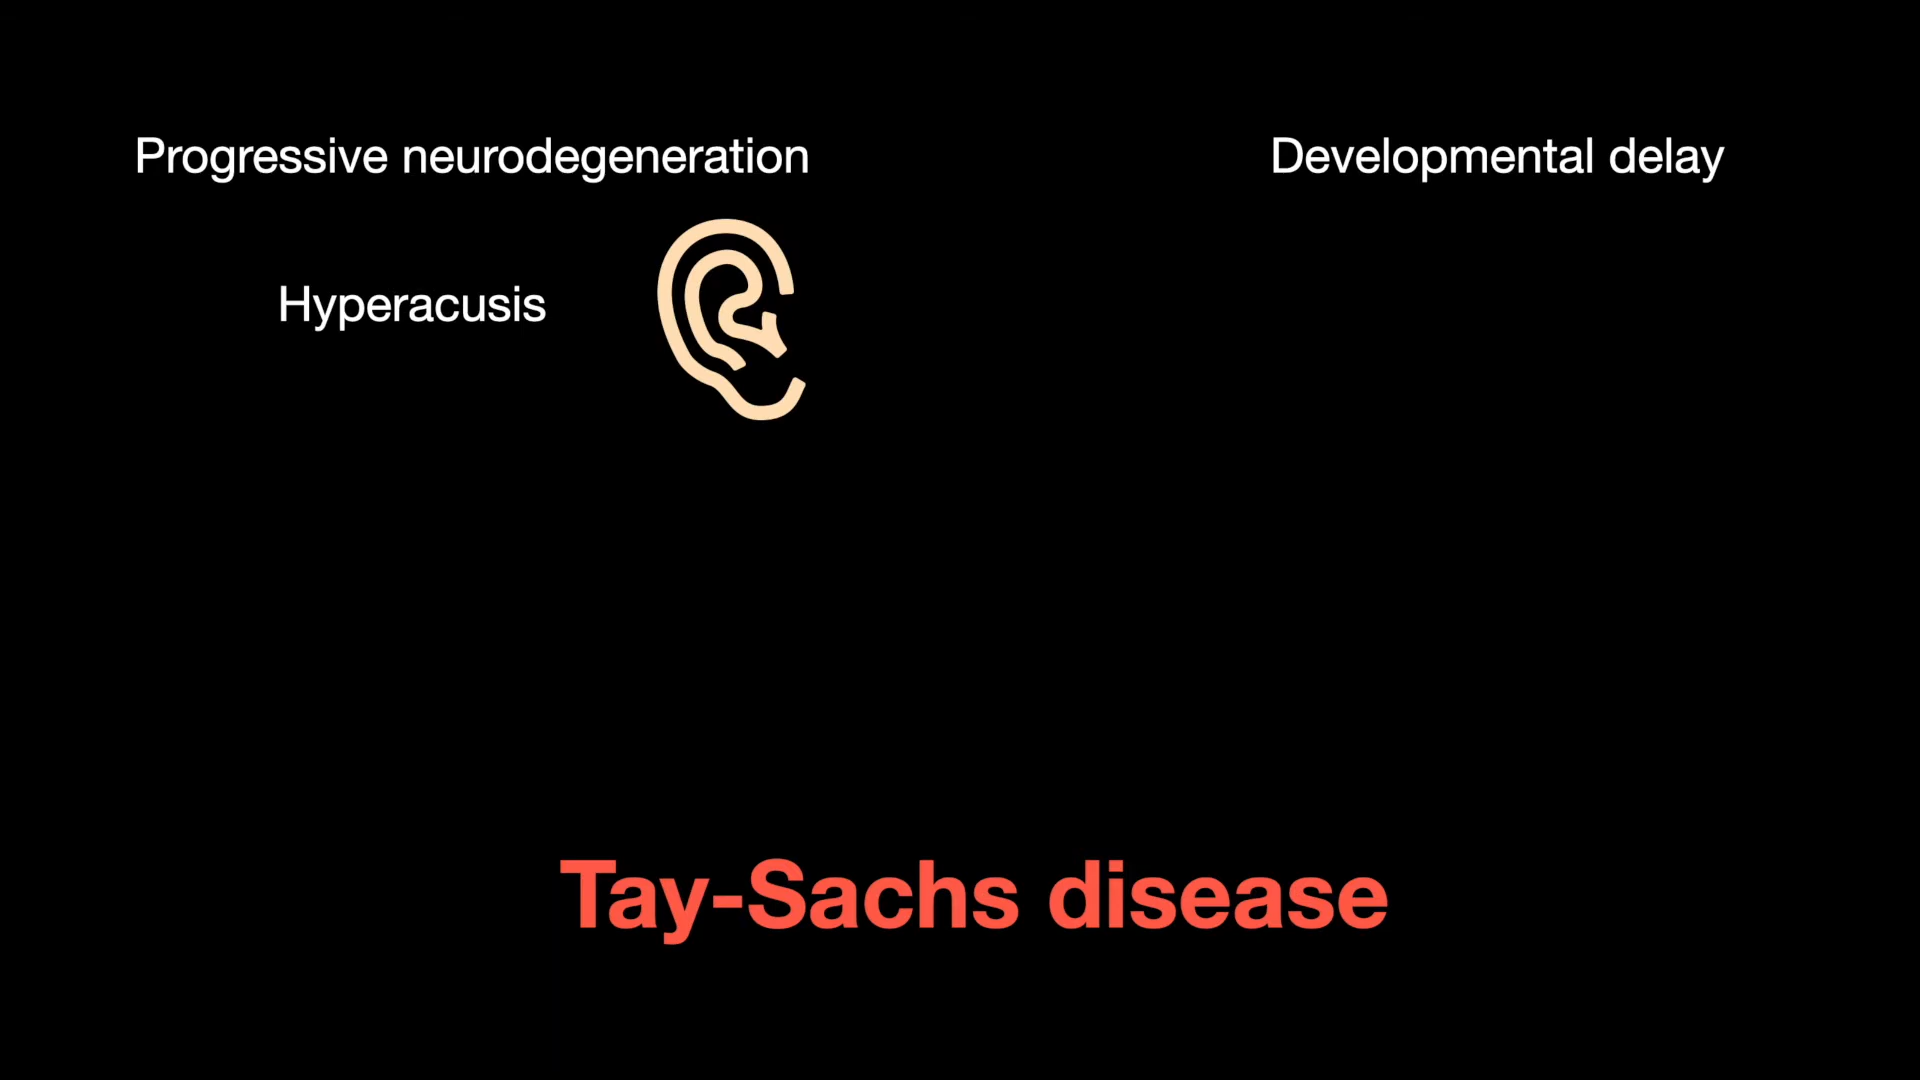 Progressive neurodegeneration
Developmental delay
Hyperacusis
Tay-Sachs disease